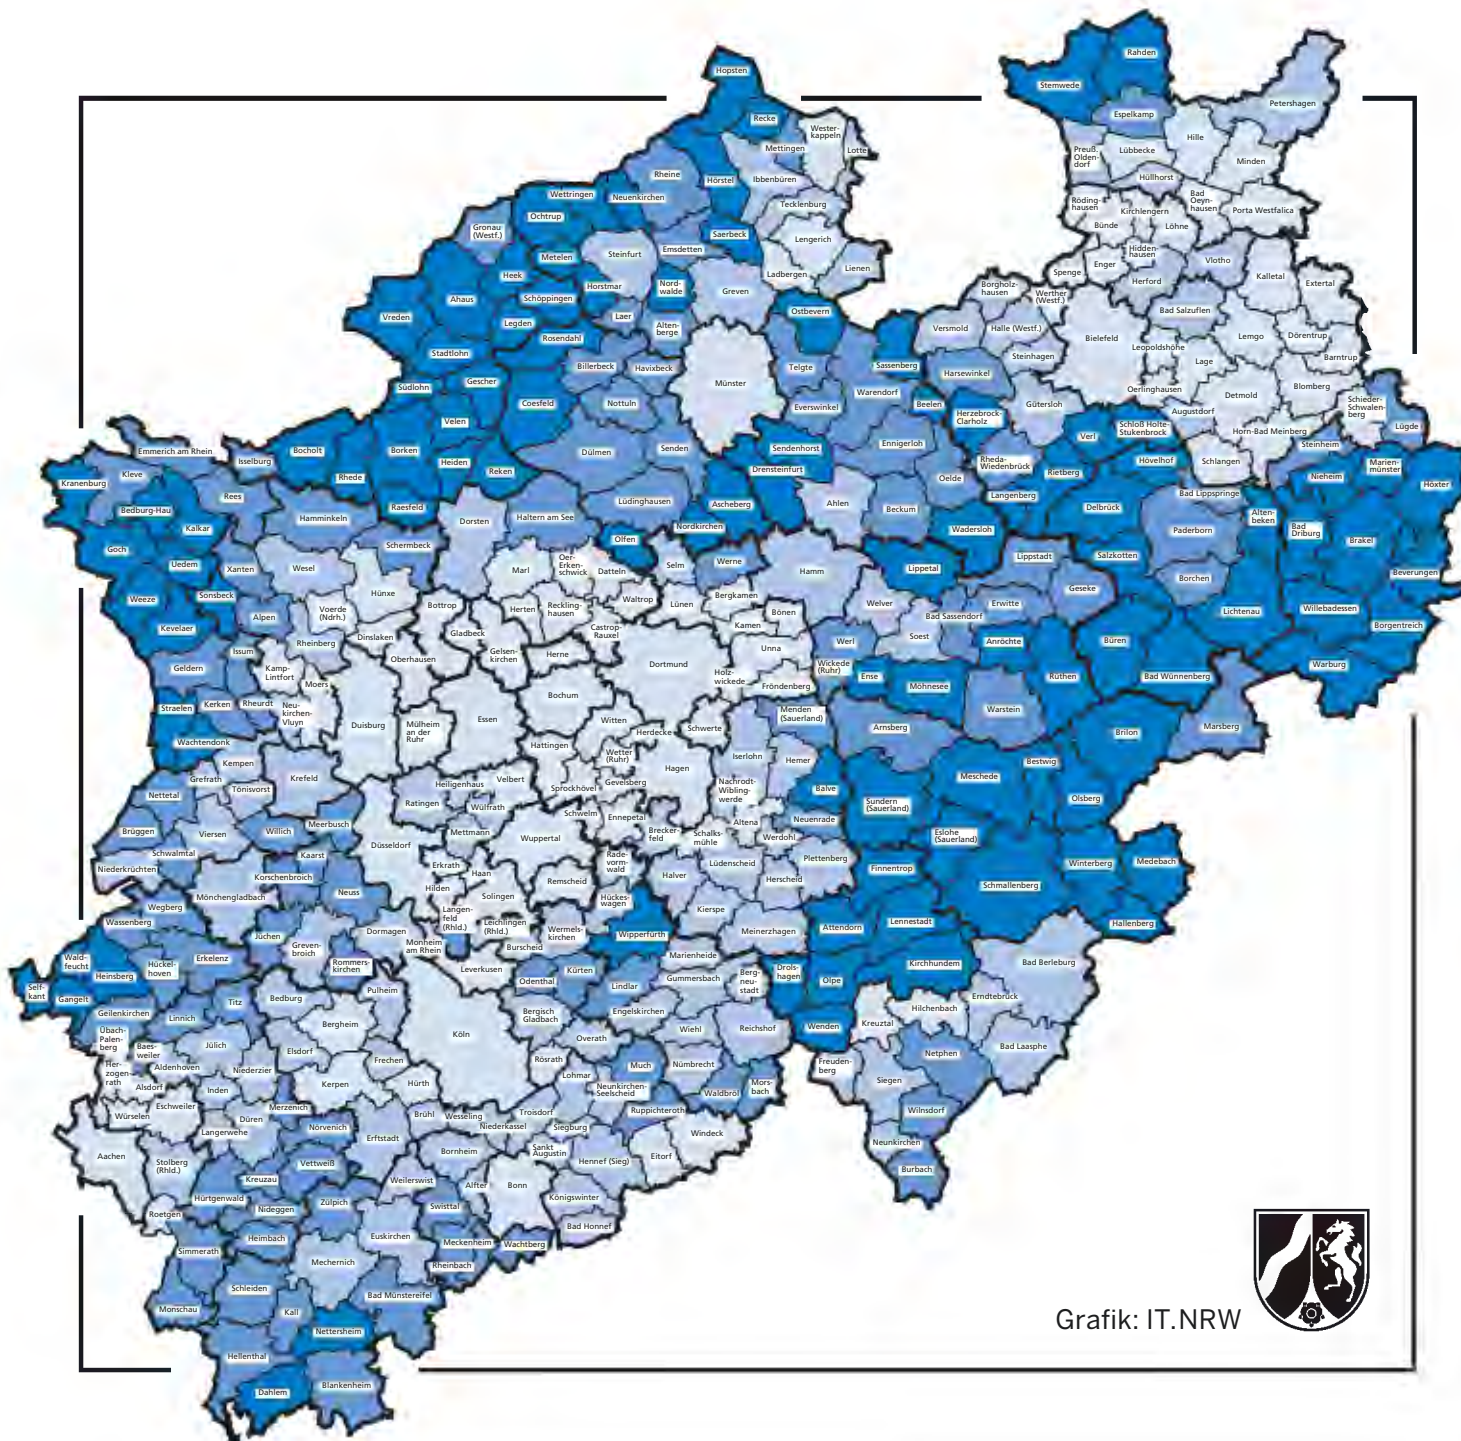 Hopsten
Rahden
Stemwede
Petershagen
Espelkamp
Recke
Wester-
kappeln
Mettingen
Lotte
Hille
Preuß.
Olden-
dorf
Lübbecke
Minden
Rheine
Hörstel
Ibbenbüren
Hüllhorst
Wettringen
Neuenkirchen
Tecklenburg
Röding-
hausen
Kirchlengern
Bad
Oeyn-
hausen
Porta Westfalica
Ochtrup
Gronau
(Westf.)
Saerbeck
Lengerich
Bünde
Löhne
Metelen
Steinfurt
Emsdetten
Hidden-
hausen
Vlotho
Enger
Spenge
Heek
Ladbergen
Lienen
Herford
Kalletal
Extertal
Horstmar
Nord-
walde
Greven
Borgholz-
hausen
Werther
(Westf.)
Ahaus
Schöppingen
Bad Salzuflen
Vreden
Laer
Legden
Alten-
berge
Ostbevern
Versmold
Halle (Westf.)
Rosendahl
Bielefeld
Leopoldshöhe
Lemgo
Dörentrup
Stadtlohn
Steinhagen
Lage
Barntrup
Billerbeck
Havixbeck
Telgte
Sassenberg
Harsewinkel
Südlohn
Gescher
Münster
Oerlinghausen
Detmold
Blomberg
Coesfeld
Nottuln
Everswinkel
Warendorf
Beelen
Gütersloh
Augustdorf
Schieder-
Schwalen-
berg
Velen
Herzebrock-
Clarholz
Lügde
Schloß Holte-
Stukenbrock
Horn-Bad Meinberg
Verl
Steinheim
Emmerich am Rhein
Bocholt
Borken
Isselburg
Heiden
Dülmen
Senden
Sendenhorst
Ennigerloh
Rheda-
Wiedenbrück
Hövelhof
Schlangen
Marien-
münster
Kleve
Rhede
Reken
Drensteinfurt
Oelde
Rietberg
Nieheim
Kranenburg
Höxter
Rees
Langenberg
Bad Lippspringe
Bedburg-Hau
Raesfeld
Lüdinghausen
Ascheberg
Ahlen
Beckum
Delbrück
Hamminkeln
Dorsten
Haltern am See
Alten-
beken
Kalkar
Nordkirchen
Wadersloh
Paderborn
Bad
Driburg
Brakel
Goch
Schermbeck
Olfen
Lippstadt
Salzkotten
Uedem
Xanten
Wesel
Marl
Oer-
Erken-
schwick
Datteln
Selm
Werne
Hamm
Lippetal
Borchen
Beverungen
Weeze
Sonsbeck
Hünxe
Geseke
Voerde
(Ndrh.)
Bottrop
Herten
Reckling-
hausen
Waltrop
Lünen
Bergkamen
Bönen
Welver
Erwitte
Lichtenau
Willebadessen
Alpen
Bad Sassendorf
Borgentreich
Kevelaer
Dinslaken
Gladbeck
Castrop-
Rauxel
Kamen
Soest
Rheinberg
Werl
Anröchte
Büren
Issum
Oberhausen
Gelsen-
kirchen
Herne
Unna
Geldern
Dortmund
Wickede
(Ruhr)
Warburg
Kamp-
Lintfort
Moers
Holz-
wickede
Ense
Rüthen
Bad Wünnenberg
Fröndenberg
Möhnesee
Straelen
Kerken
Rheurdt
Bochum
Neu-
kirchen-
Vluyn
Warstein
Duisburg
Mülheim
an der
Ruhr
Essen
Witten
Menden
(Sauerland)
Marsberg
Wachtendonk
Herdecke
Schwerte
Arnsberg
Brilon
Hattingen
Wetter
(Ruhr)
Iserlohn
Hemer
Bestwig
Kempen
Hagen
Grefrath
Krefeld
Velbert
Gevelsberg
Meschede
Nettetal
Tönisvorst
Heiligenhaus
Sprockhövel
Nachrodt-
Wibling-
werde
Balve
Olsberg
Ratingen
Wülfrath
Schwelm
Ennepetal
Sundern
(Sauerland)
Brüggen
Viersen
Willich
Meerbusch
Altena
Neuenrade
Mettmann
Wuppertal
Brecker-
feld
Schalks-
mühle
Werdohl
Eslohe
(Sauerland)
Schwalmtal
Kaarst
Düsseldorf
Plettenberg
Winterberg
Medebach
Niederkrüchten
Erkrath
Haan
Rade-
vorm-
wald
Lüdenscheid
Finnentrop
Korschenbroich
Remscheid
Halver
Herscheid
Schmallenberg
Mönchengladbach
Neuss
Hilden
Solingen
Hückes-
wagen
Wegberg
Langen-
feld
(Rhld.)
Kierspe
Wassenberg
Leichlingen
(Rhld.)
Attendorn
Lennestadt
Hallenberg
Jüchen
Dormagen
Wermels-
kirchen
Wipperfürth
Meinerzhagen
Greven-
broich
Monheim
am Rhein
Burscheid
Wald-
feucht
Erkelenz
Marienheide
Hückel-
hoven
Rommers-
kirchen
Leverkusen
Kürten
Drols-
hagen
Kirchhundem
Bad Berleburg
Heinsberg
Odenthal
Lindlar
Gummersbach
Berg-
neu-
stadt
Olpe
Self-
kant
Gangelt
Titz
Bedburg
Pulheim
Erndtebrück
Geilenkirchen
Linnich
Bergisch
Gladbach
Engelskirchen
Hilchenbach
Übach-
Palen-
berg
Bergheim
Köln
Wiehl
Reichshof
Wenden
Kreuztal
Baes-
weiler
Jülich
Elsdorf
Overath
Bad Laasphe
Her-
zogen-
rath
Aldenhoven
Niederzier
Frechen
Rösrath
Much
Nümbrecht
Freuden-
berg
Netphen
Alsdorf
Inden
Kerpen
Hürth
Lohmar
Neunkirchen-
Seelscheid
Waldbröl
Mors-
bach
Siegen
Eschweiler
Merzenich
Brühl
Wesseling
Troisdorf
Ruppichteroth
Wilnsdorf
Würselen
Düren
Niederkassel
Siegburg
Langerwehe
Nörvenich
Erftstadt
Windeck
Neunkirchen
Aachen
Stolberg
(Rhld.)
Bornheim
Sankt
Augustin
Hennef (Sieg)
Eitorf
Vettweiß
Burbach
Kreuzau
Weilerswist
Alfter
Bonn
Hürtgenwald
Nideggen
Zülpich
Swisttal
Königswinter
Roetgen
Bad Honnef
Simmerath
Heimbach
Euskirchen
Meckenheim
Wachtberg
Mechernich
Rheinbach
Schleiden
Bad Münstereifel
Monschau
Kall
Nettersheim
Hellenthal
Dahlem
Blankenheim
Grafik: IT.NRW